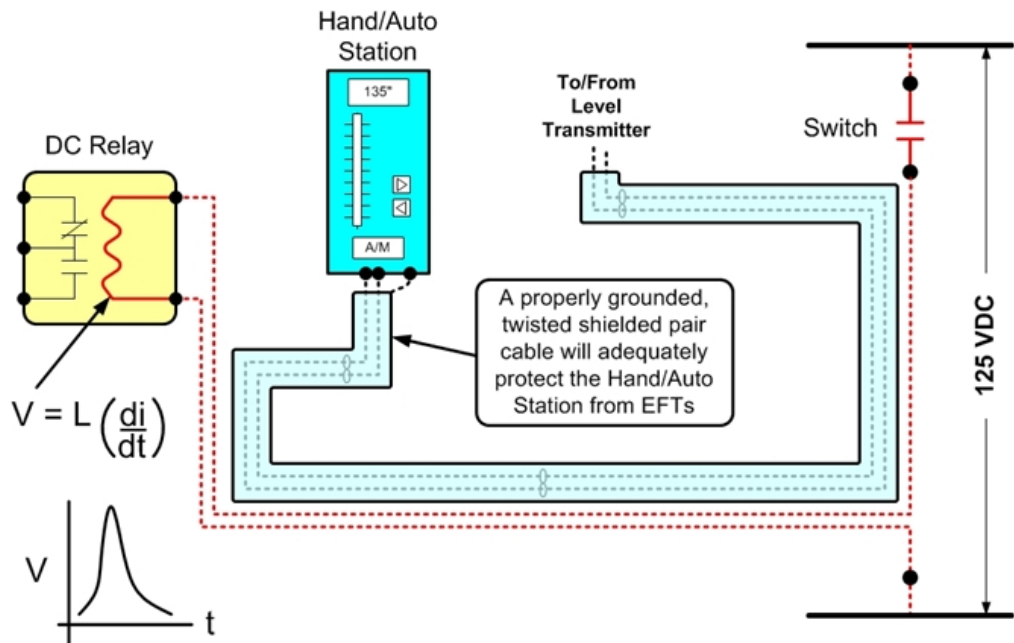 Hand/Auto
Station
135"
A/M
To/From
Level
Transmitter
Switch
DC Relay
A properly grounded,
twisted shielded pair
cable will adequately
protect the Hand/Auto
Station from EFTs
125 VDC
V = L (di/dt)
V
t